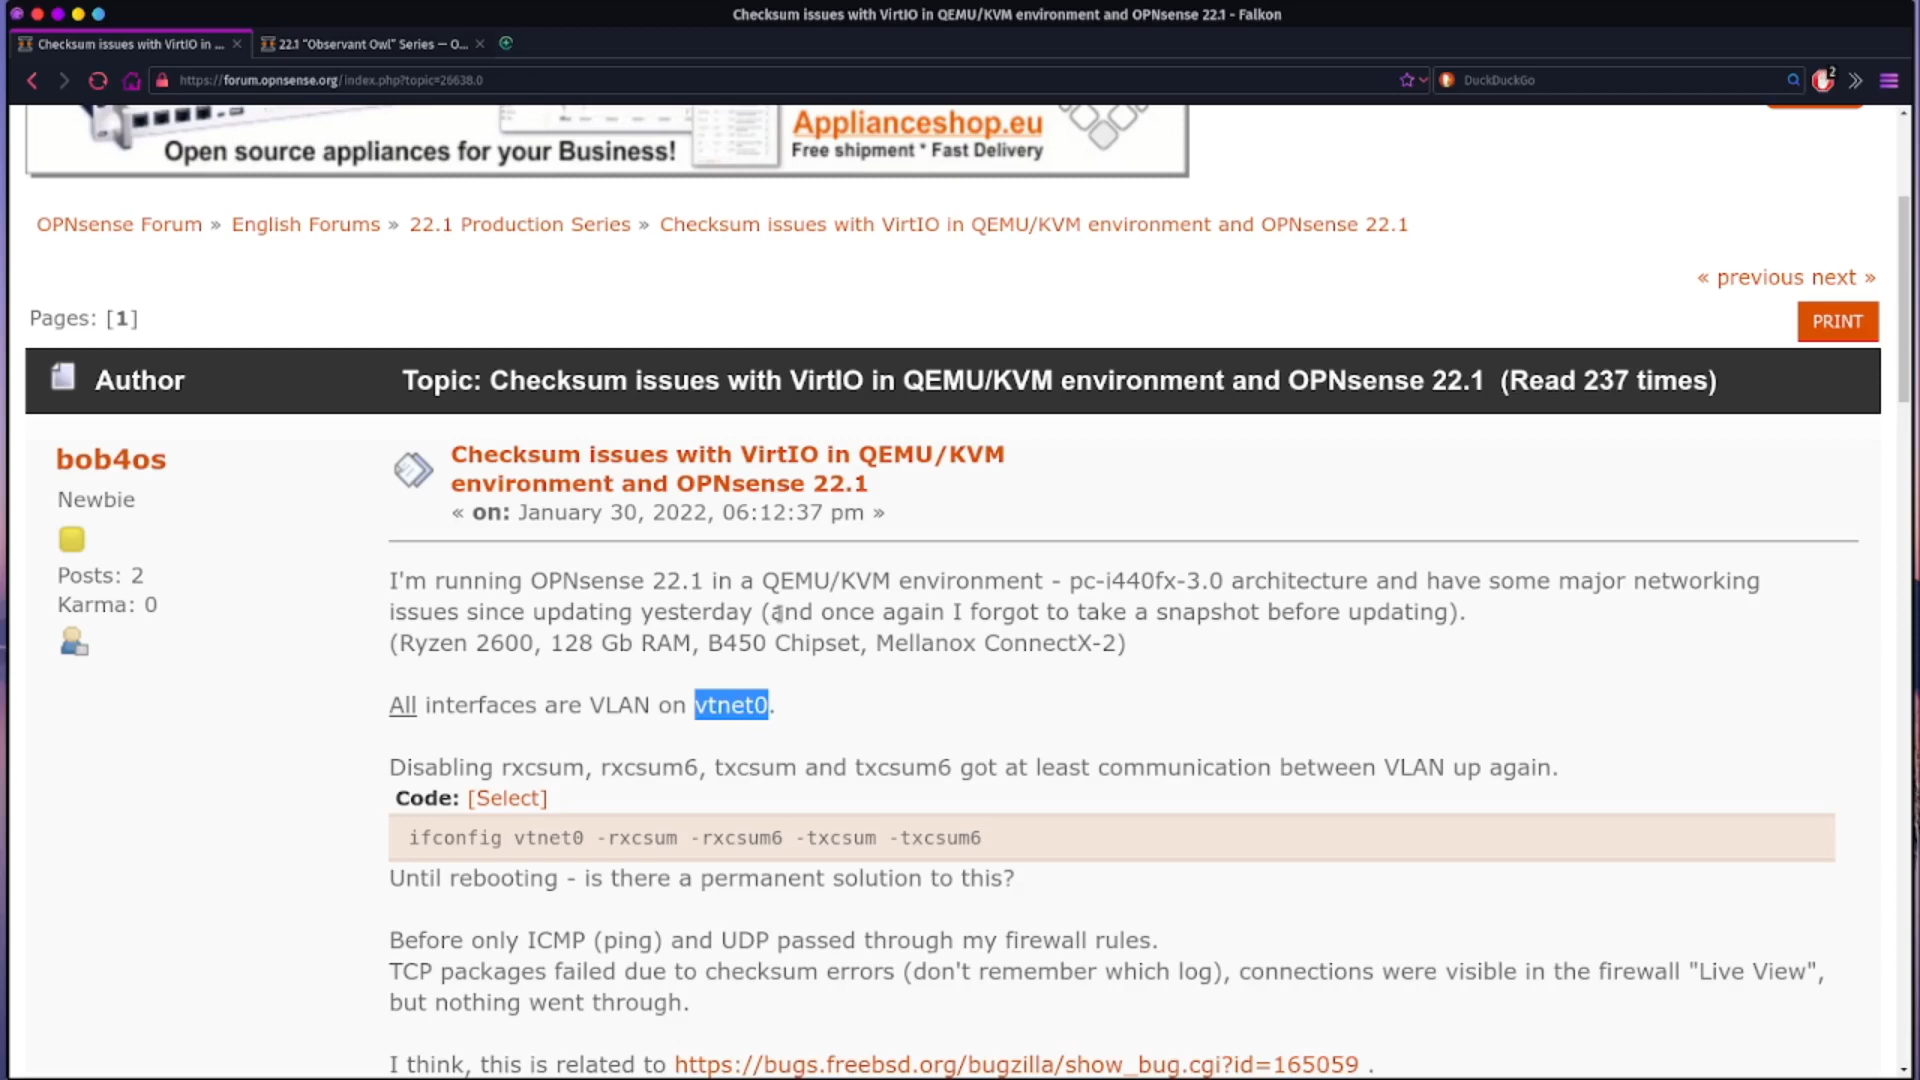 Checksum issues with VirtIO in QEMU/KVM environment and OPNsense 22.1 - Falkon
Checksum issues with VirtIO in ...
22.1 "Observant Owl" Series — O...
https://forum.opnsense.org/index.php?topic=26638.0
DuckDuckGo
2
Applianceshop.eu
Open source appliances for your Business!
Free shipment * Fast Delivery
OPNsense Forum » English Forums » 22.1 Production Series » Checksum issues with VirtIO in QEMU/KVM environment and OPNsense 22.1
« previous next »
Pages: [1]
PRINT
Author
Topic: Checksum issues with VirtIO in QEMU/KVM environment and OPNsense 22.1 (Read 237 times)
bob4os
Newbie
Posts: 2
Karma: 0
Checksum issues with VirtIO in QEMU/KVM
environment and OPNsense 22.1
« on: January 30, 2022, 06:12:37 pm »
I'm running OPNsense 22.1 in a QEMU/KVM environment - pc-i440fx-3.0 architecture and have some major networking
issues since updating yesterday (and once again I forgot to take a snapshot before updating).
(Ryzen 2600, 128 Gb RAM, B450 Chipset, Mellanox ConnectX-2)
All interfaces are VLAN on vtnet0.
Disabling rxcsum, rxcsum6, txcsum and txcsum6 got at least communication between VLAN up again.
Code: [Select]
ifconfig vtnet0 -rxcsum -rxcsum6 -txcsum -txcsum6
Until rebooting - is there a permanent solution to this?
Before only ICMP (ping) and UDP passed through my firewall rules.
TCP packages failed due to checksum errors (don't remember which log), connections were visible in the firewall "Live View",
but nothing went through.
I think, this is related to https://bugs.freebsd.org/bugzilla/show_bug.cgi?id=165059 .